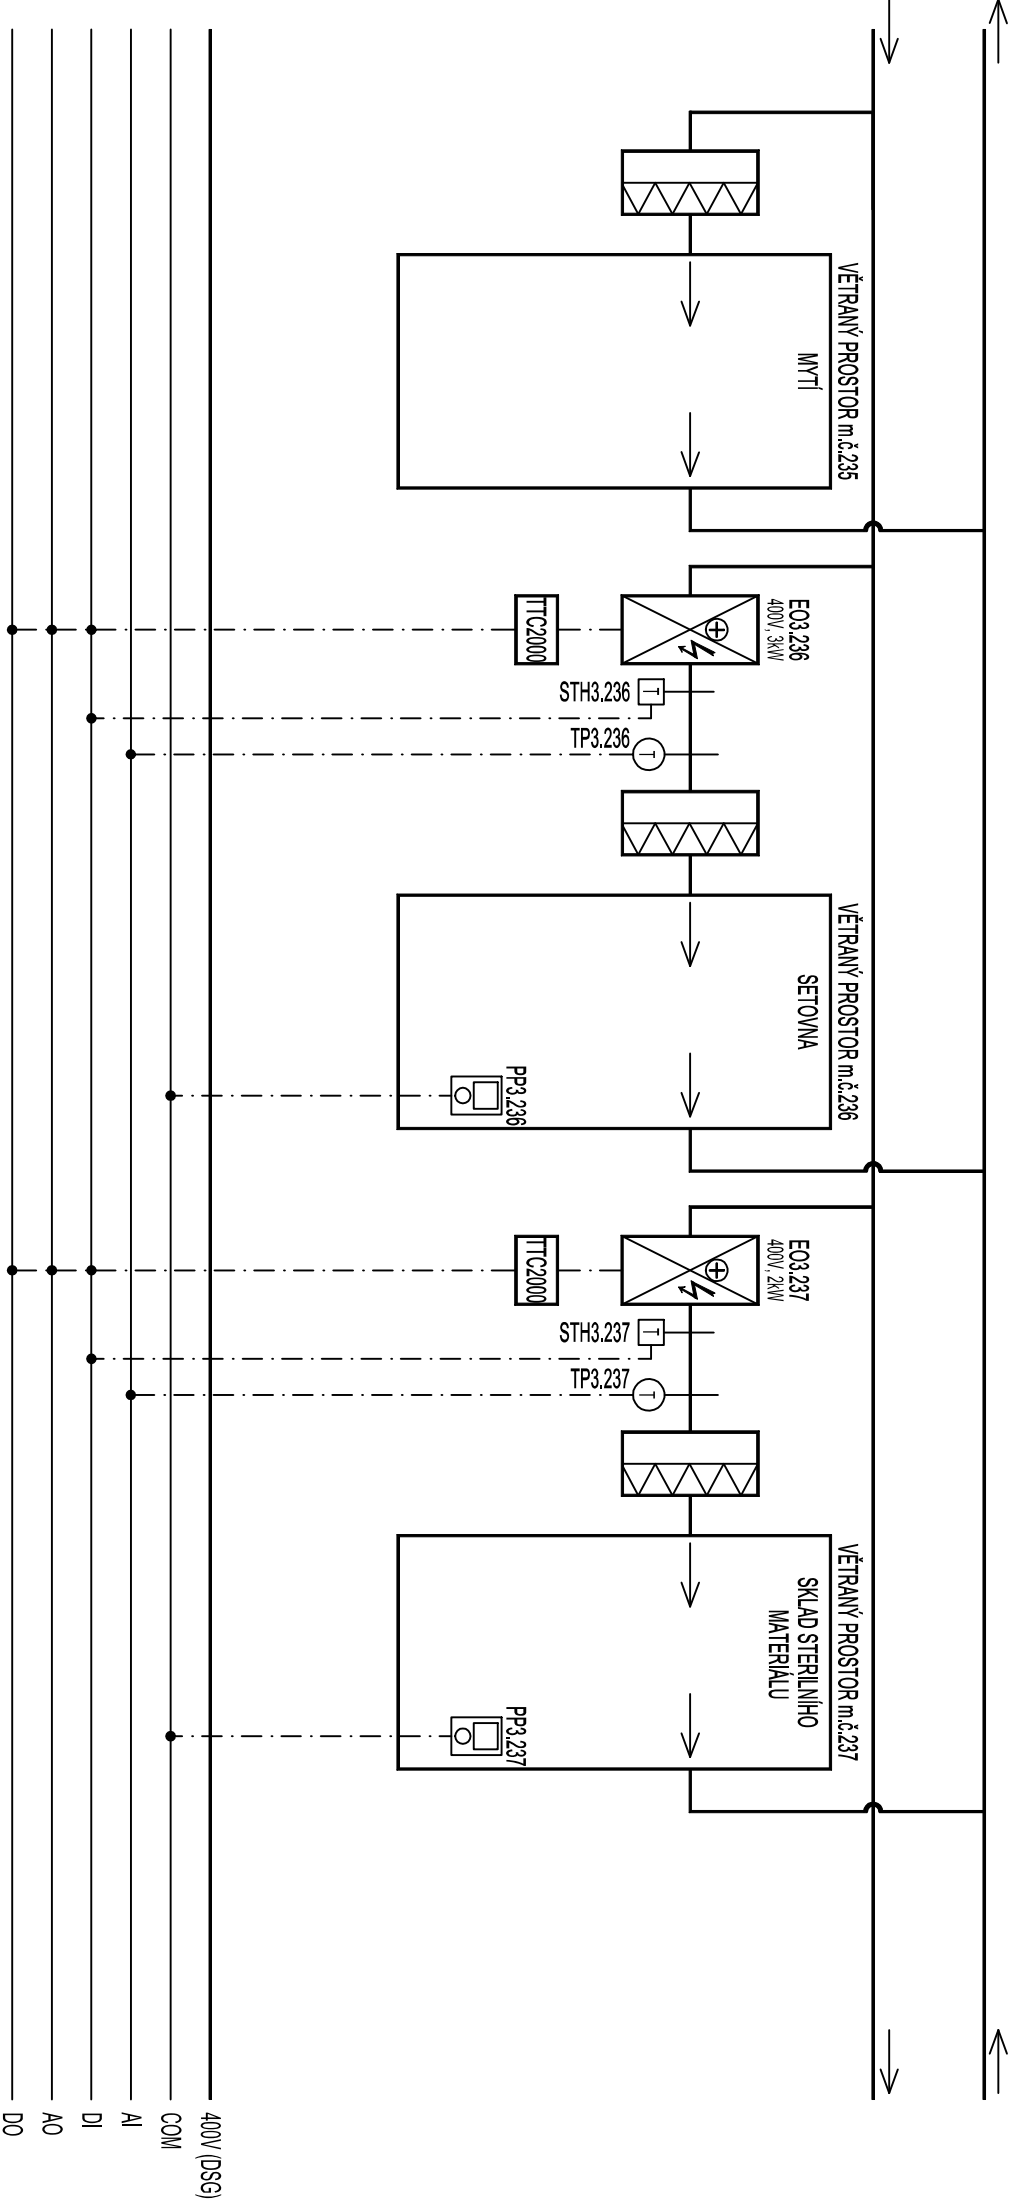 VĚTRANÝ PROSTOR m.č.235
MYTÍ
EO3.236
400V, 3kW
TTC2000
STH3.236
T
TP3.236
T
VĚTRANÝ PROSTOR m.č.236
SETOVNA
PP3.236
EO3.237
400V, 2kW
TTC2000
STH3.237
T
TP3.237
T
VĚTRANÝ PROSTOR m.č.237
SKLAD STERILNÍHO
MATERIÁLU
PP3.237
400V (DSG)
COM
AI
DI
AO
DO